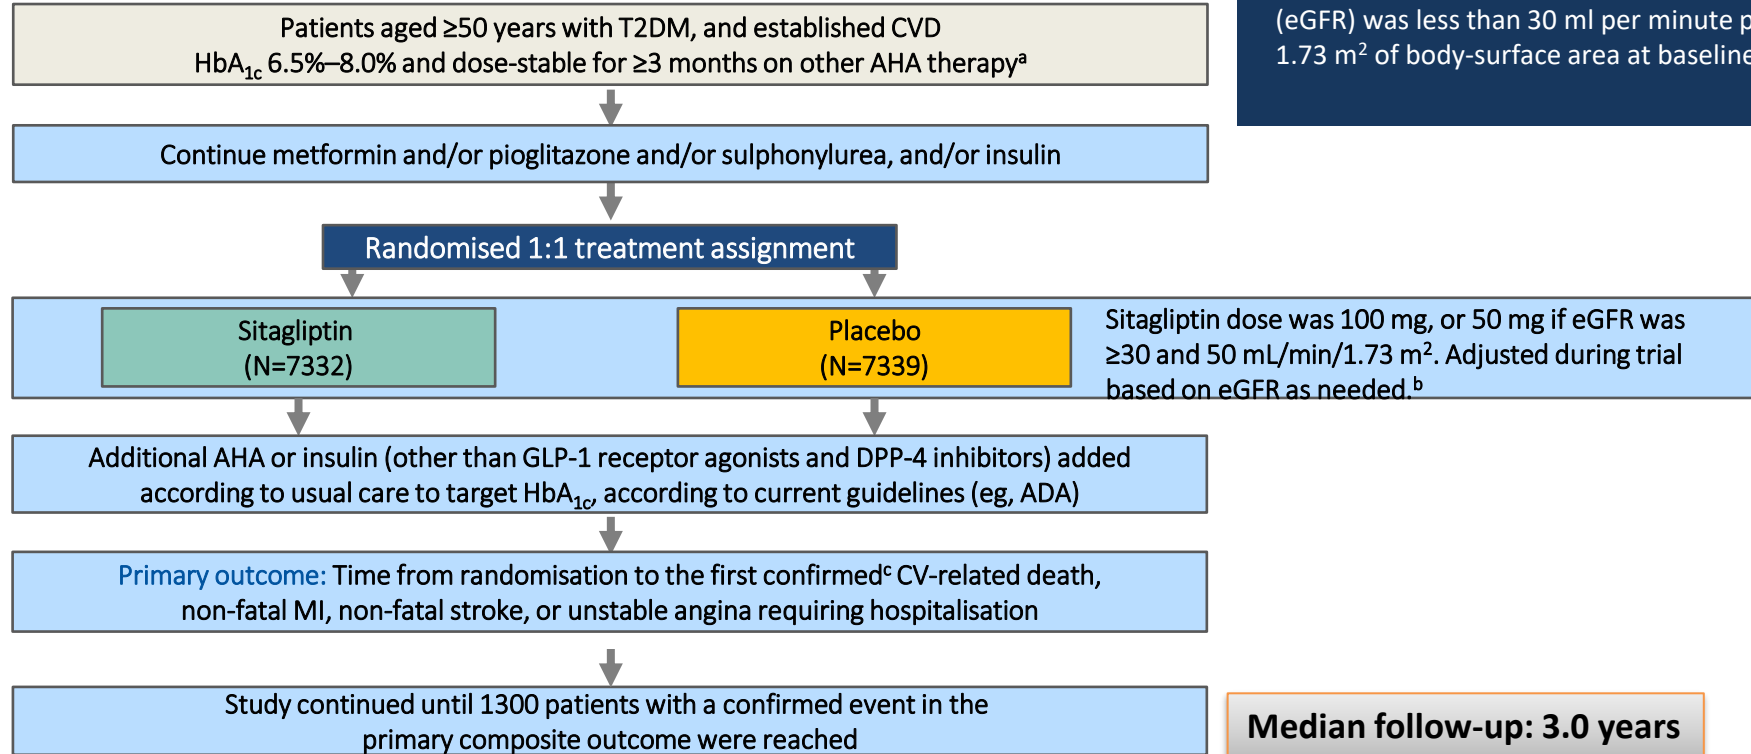 Patients aged ≥50 years with T2DM, and established CVD
HbA1c 6.5%–8.0% and dose-stable for ≥3 months on other AHA therapyᵃ
(eGFR) was less than 30 ml per minute p
1.73 m² of body-surface area at baseline
Continue metformin and/or pioglitazone and/or sulphonylurea, and/or insulin
Randomised 1:1 treatment assignment
Sitagliptin
(N=7332)
Placebo
(N=7339)
Sitagliptin dose was 100 mg, or 50 mg if eGFR was
≥30 and 50 mL/min/1.73 m². Adjusted during trial
based on eGFR as needed.ᵇ
Additional AHA or insulin (other than GLP-1 receptor agonists and DPP-4 inhibitors) added
according to usual care to target HbA1c, according to current guidelines (eg, ADA)
Primary outcome: Time from randomisation to the first confirmedᶜ CV-related death,
non-fatal MI, non-fatal stroke, or unstable angina requiring hospitalisation
Study continued until 1300 patients with a confirmed event in the
primary composite outcome were reached
Median follow-up: 3.0 years